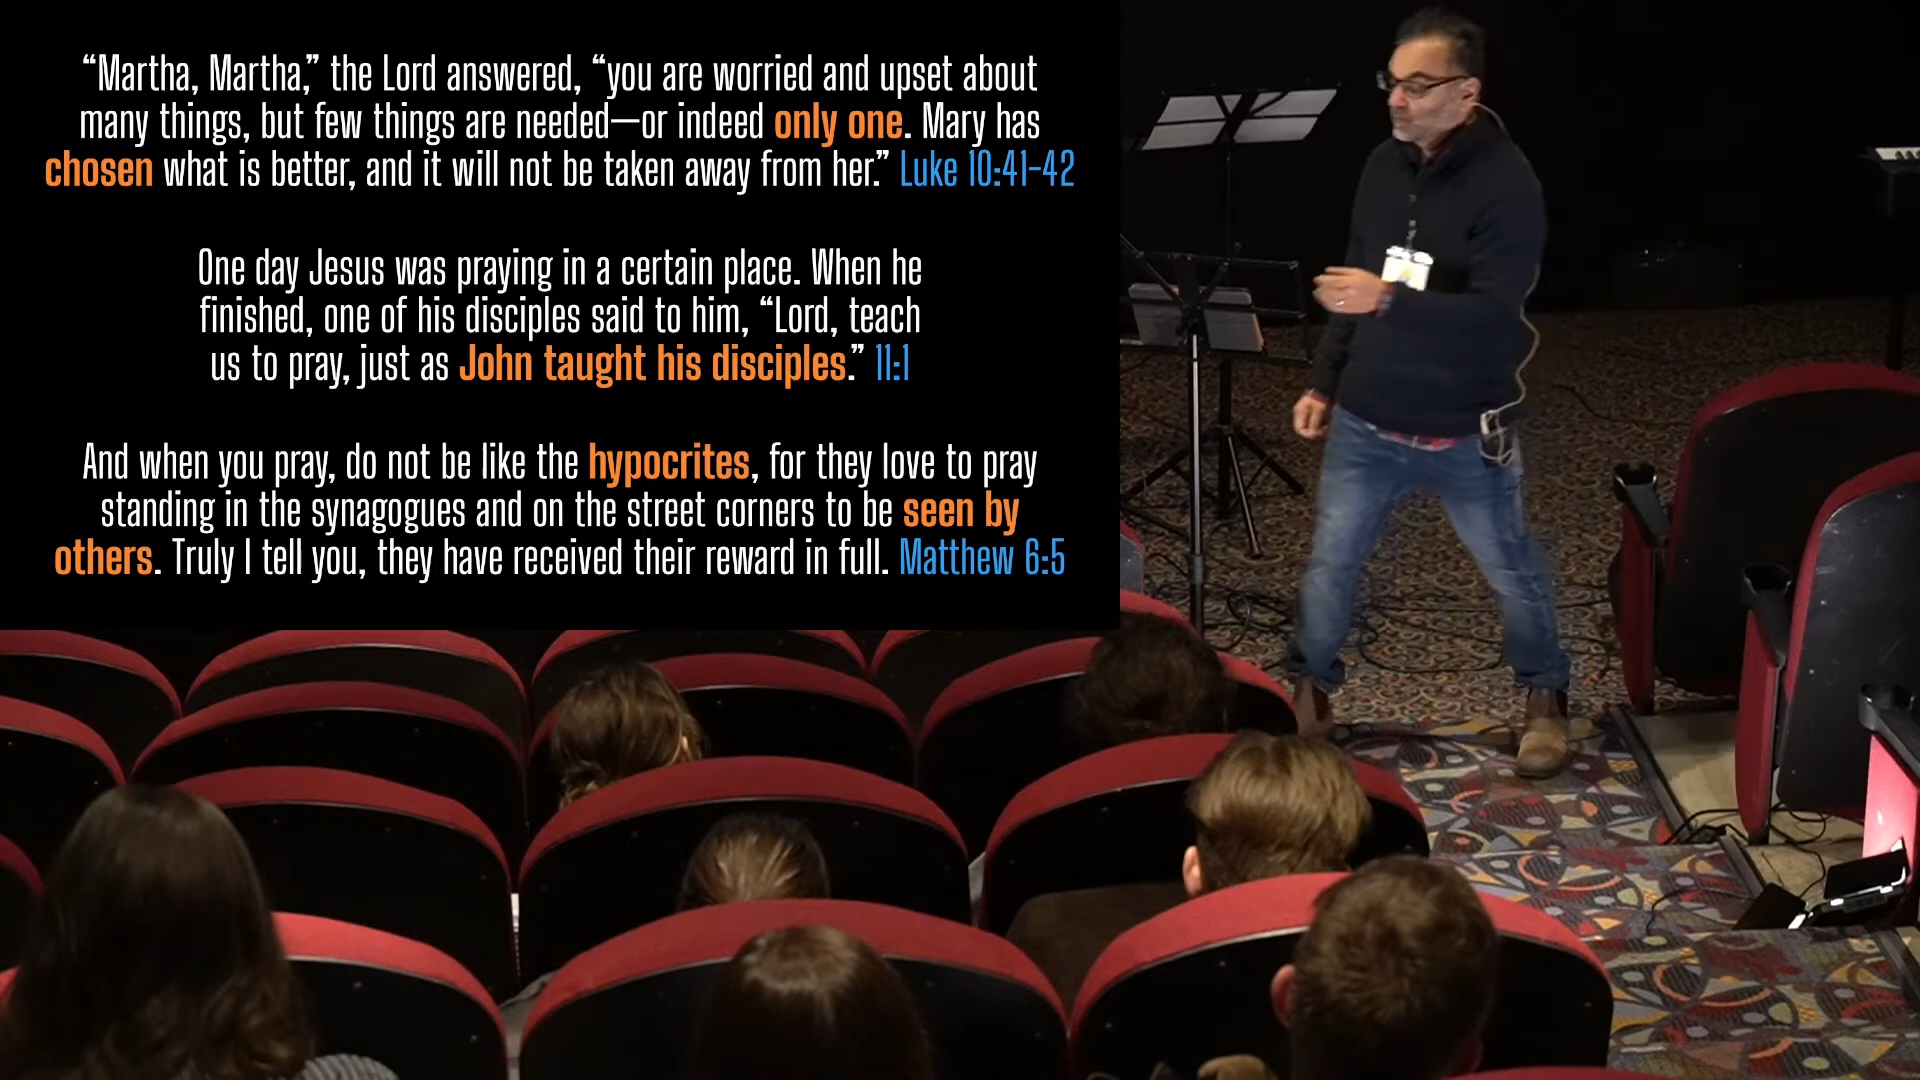 “Martha, Martha,” the Lord answered, “you are worried and upset about
many things, but few things are needed—or indeed only one. Mary has
chosen what is better, and it will not be taken away from her.” Luke 10:41-42
One day Jesus was praying in a certain place. When he
finished, one of his disciples said to him, “Lord, teach
us to pray, just as John taught his disciples.” 11:1
And when you pray, do not be like the hypocrites, for they love to pray
standing in the synagogues and on the street corners to be seen by
others. Truly I tell you, they have received their reward in full. Matthew 6:5